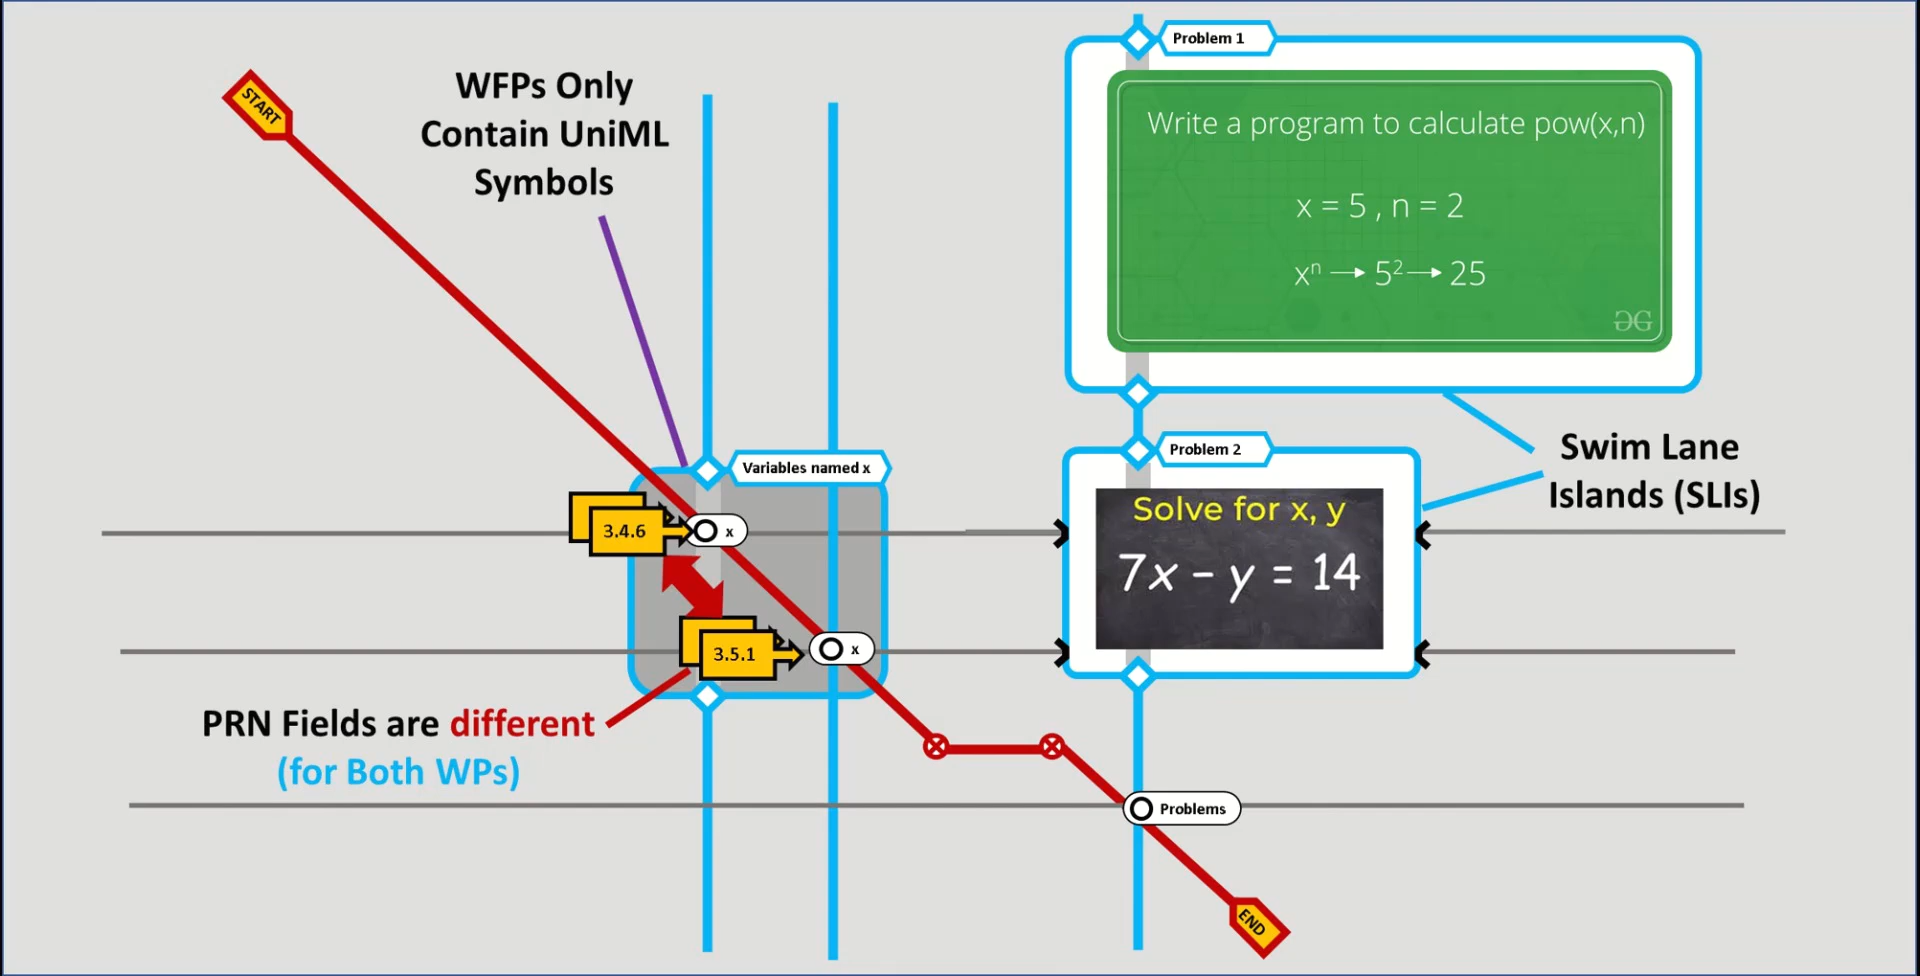 START
WFPs Only
Contain UniML
Symbols
Problem 1
Write a program to calculate pow(x,n)
x = 5 , n = 2
xⁿ → 5² → 25
GG
Swim Lane
Islands (SLIs)
Problem 2
Solve for x, y
7x – y = 14
Variables named x
3.4.6
x
3.5.1
x
PRN Fields are different
(for Both WPs)
Problems
END